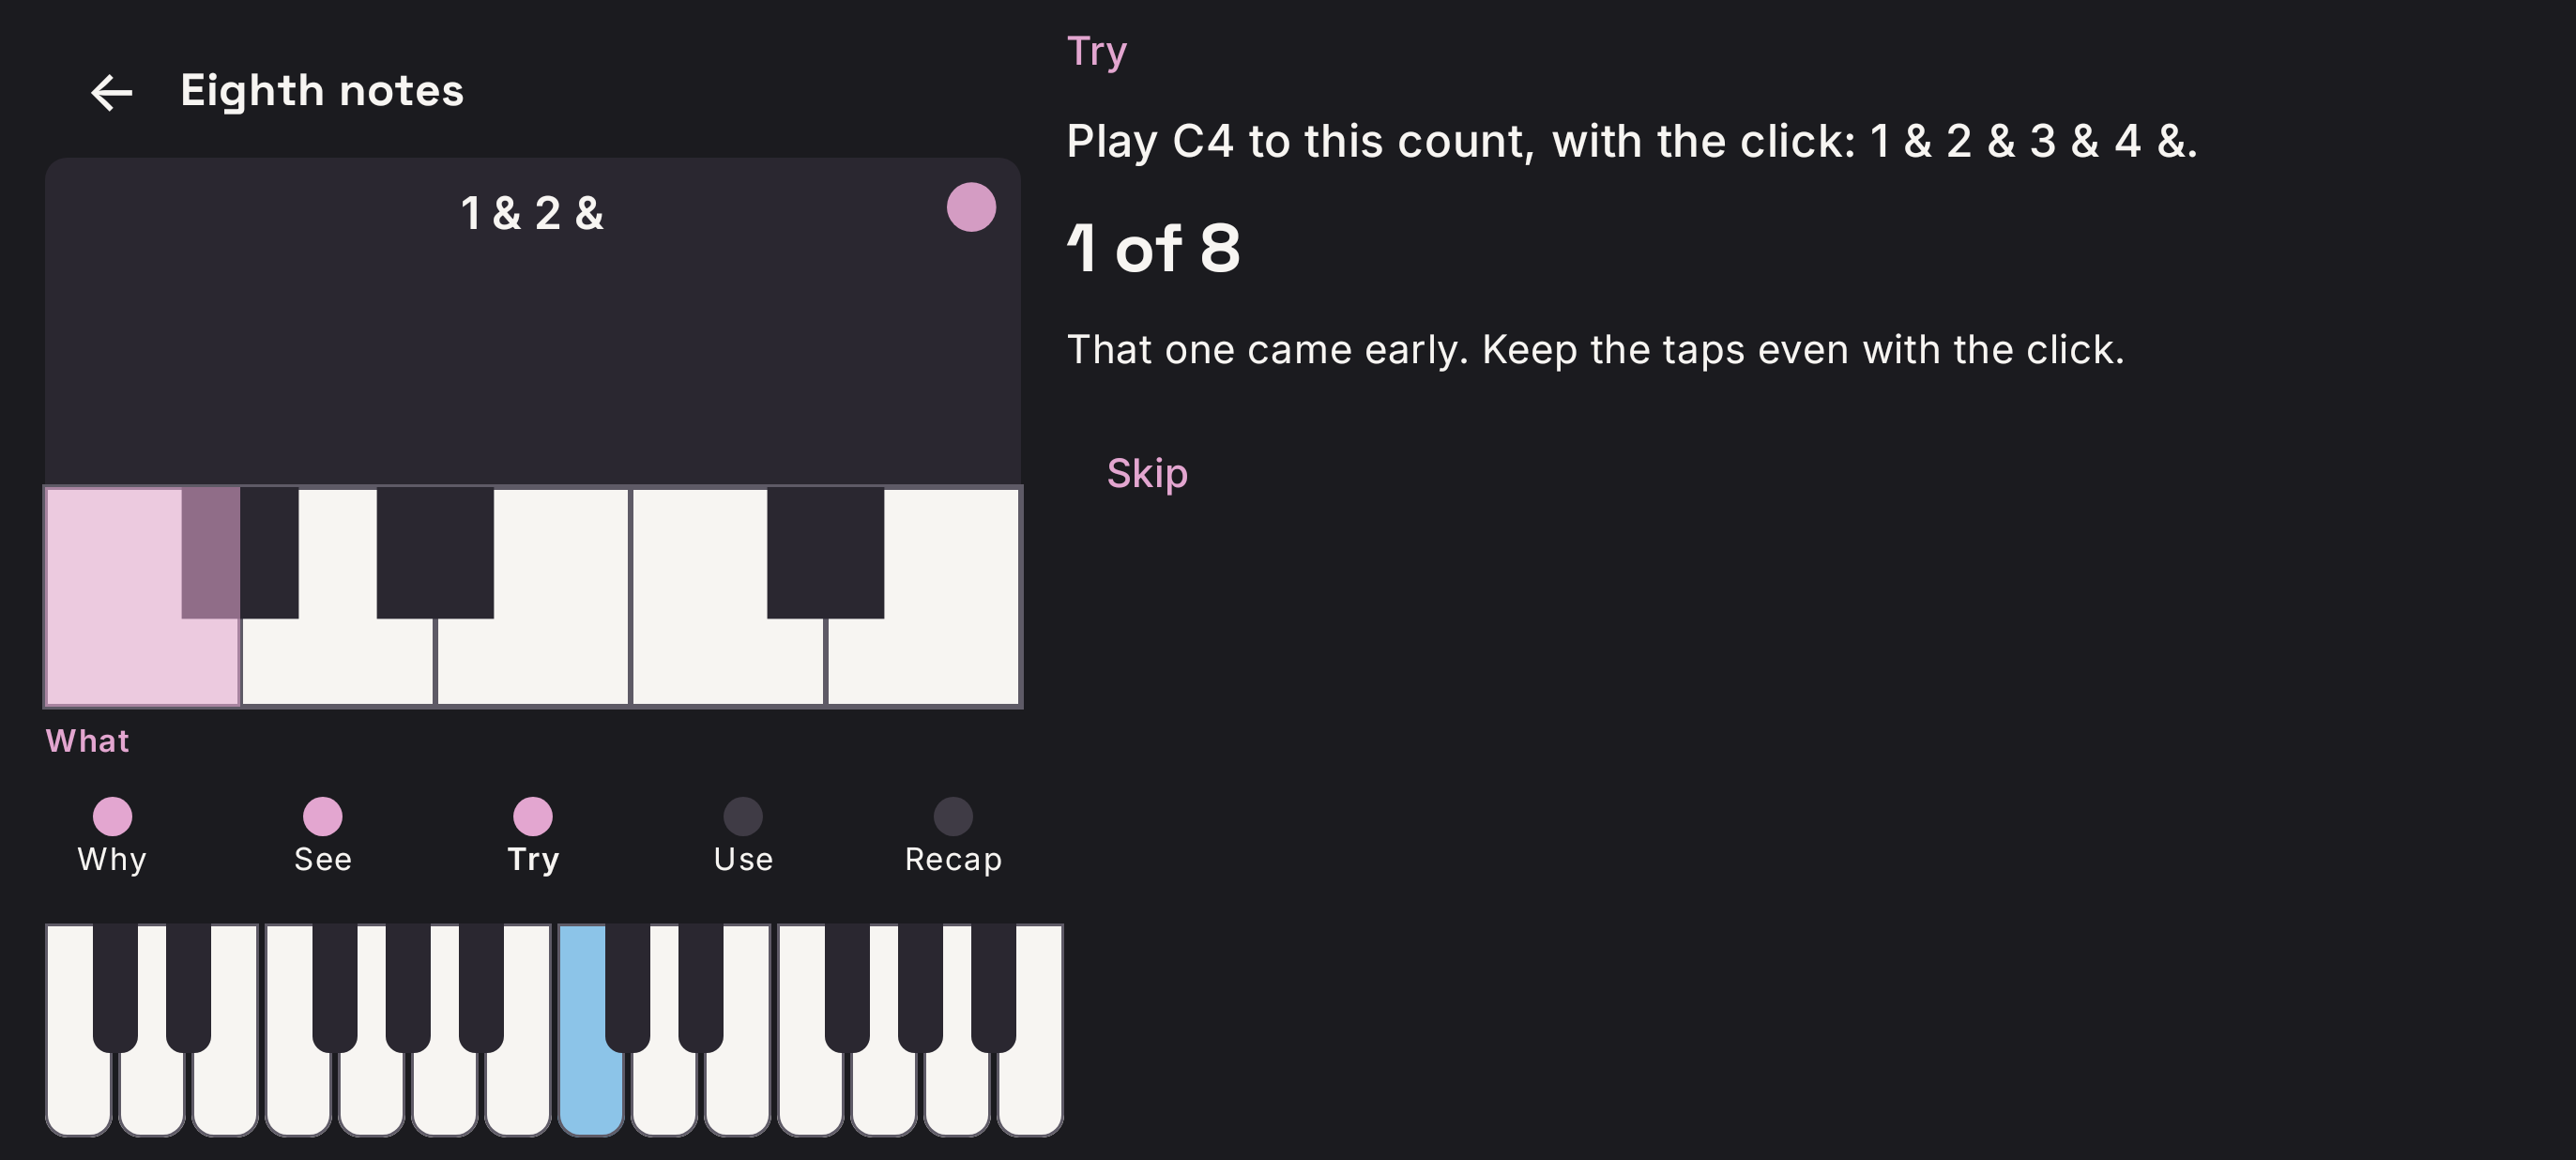 Eighth notes
1 & 2 &
What
Why
See
Try
Use
Recap
Try
Play C4 to this count, with the click: 1 & 2 & 3 & 4 &.
1 of 8
That one came early. Keep the taps even with the click.
Skip